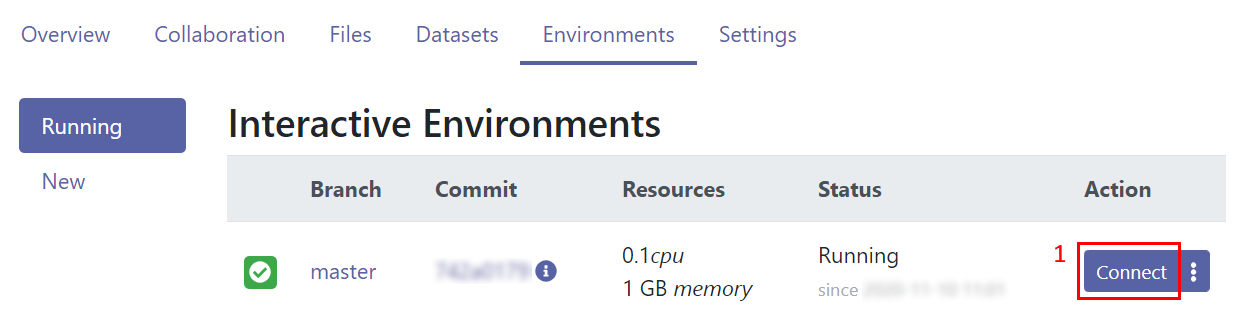 Overview Collaboration Files Datasets Environments Settings
Running
New
Interactive Environments
Branch Commit Resources Status Action
master
0.1cpu
1 GB memory
Running
since
1
Connect